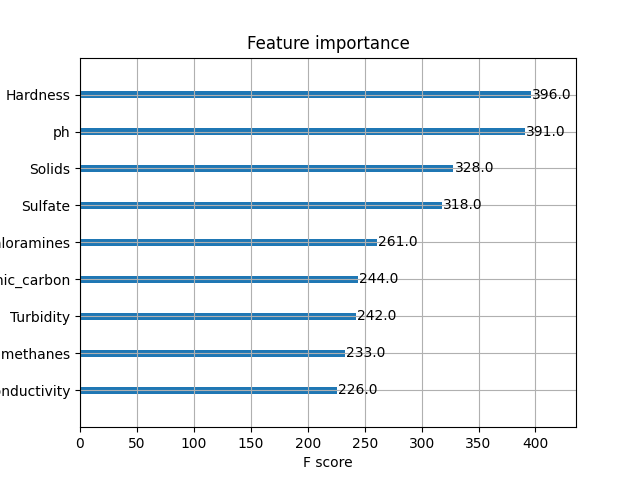 Feature importance
Hardness 396.0
ph 391.0
Solids 328.0
Sulfate 318.0
loramines 261.0
nic_carbon 244.0
Turbidity 242.0
methanes 233.0
onductivity 226.0
0 50 100 150 200 250 300 350 400
F score